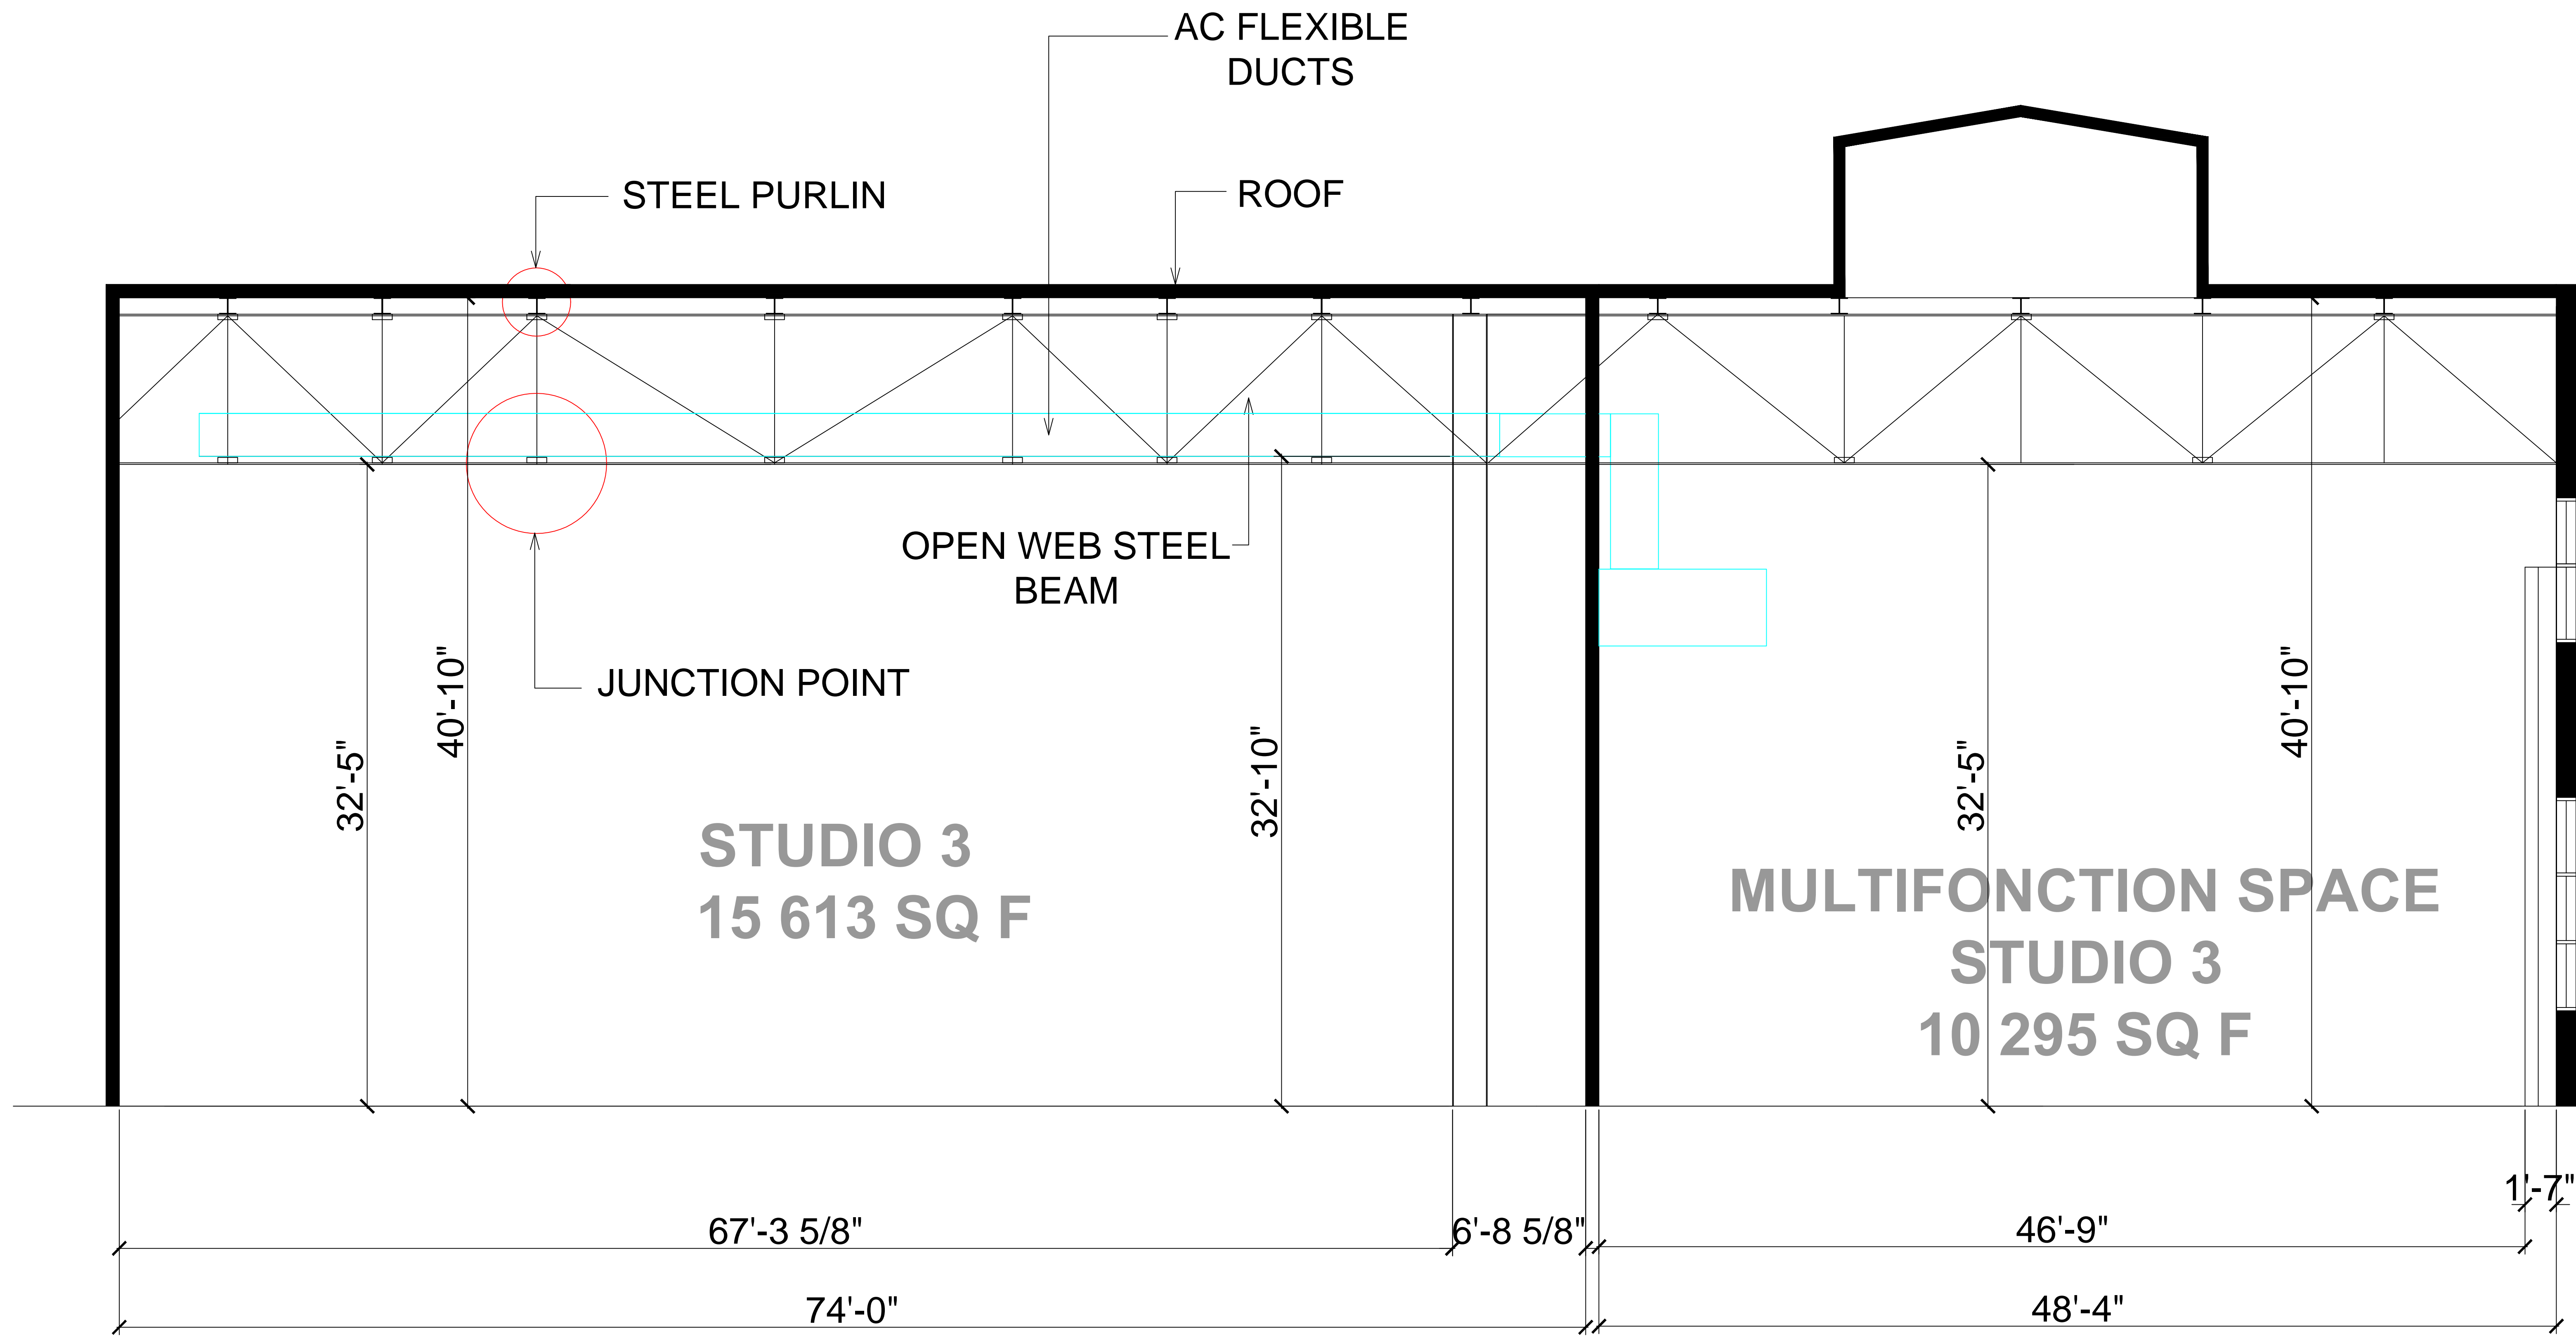 AC FLEXIBLE
DUCTS
STEEL PURLIN
ROOF
OPEN WEB STEEL
BEAM
JUNCTION POINT
32'-5"
40'-10"
32'-10"
32'-5"
40'-10"
STUDIO 3
15 613 SQ F
MULTIFONCTION SPACE
STUDIO 3
10 295 SQ F
1'-7"
67'-3 5/8"
6'-8 5/8"
46'-9"
74'-0"
48'-4"